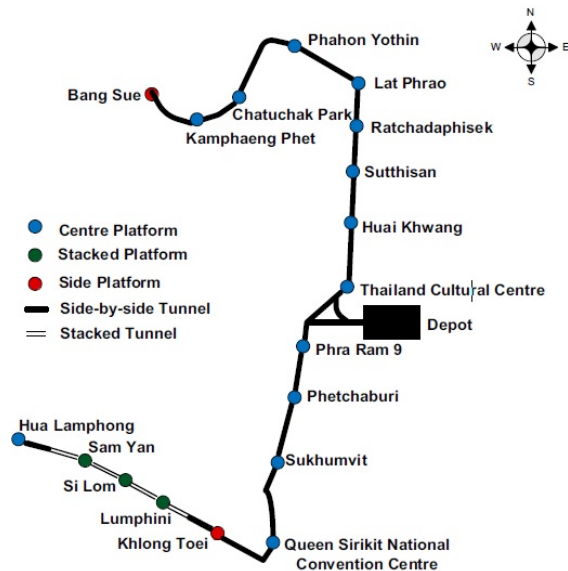 N
W E
S
Phahon Yothin
Bang Sue
Lat Phrao
Chatuchak Park
Kamphaeng Phet
Ratchadaphisek
Sutthisan
Huai Khwang
Centre Platform
Stacked Platform
Side Platform
Side-by-side Tunnel
Stacked Tunnel
Thailand Cultural Centre
Depot
Phra Ram 9
Phetchaburi
Hua Lamphong
Sam Yan
Si Lom
Lumphini
Khlong Toei
Sukhumvit
Queen Sirikit National
Convention Centre